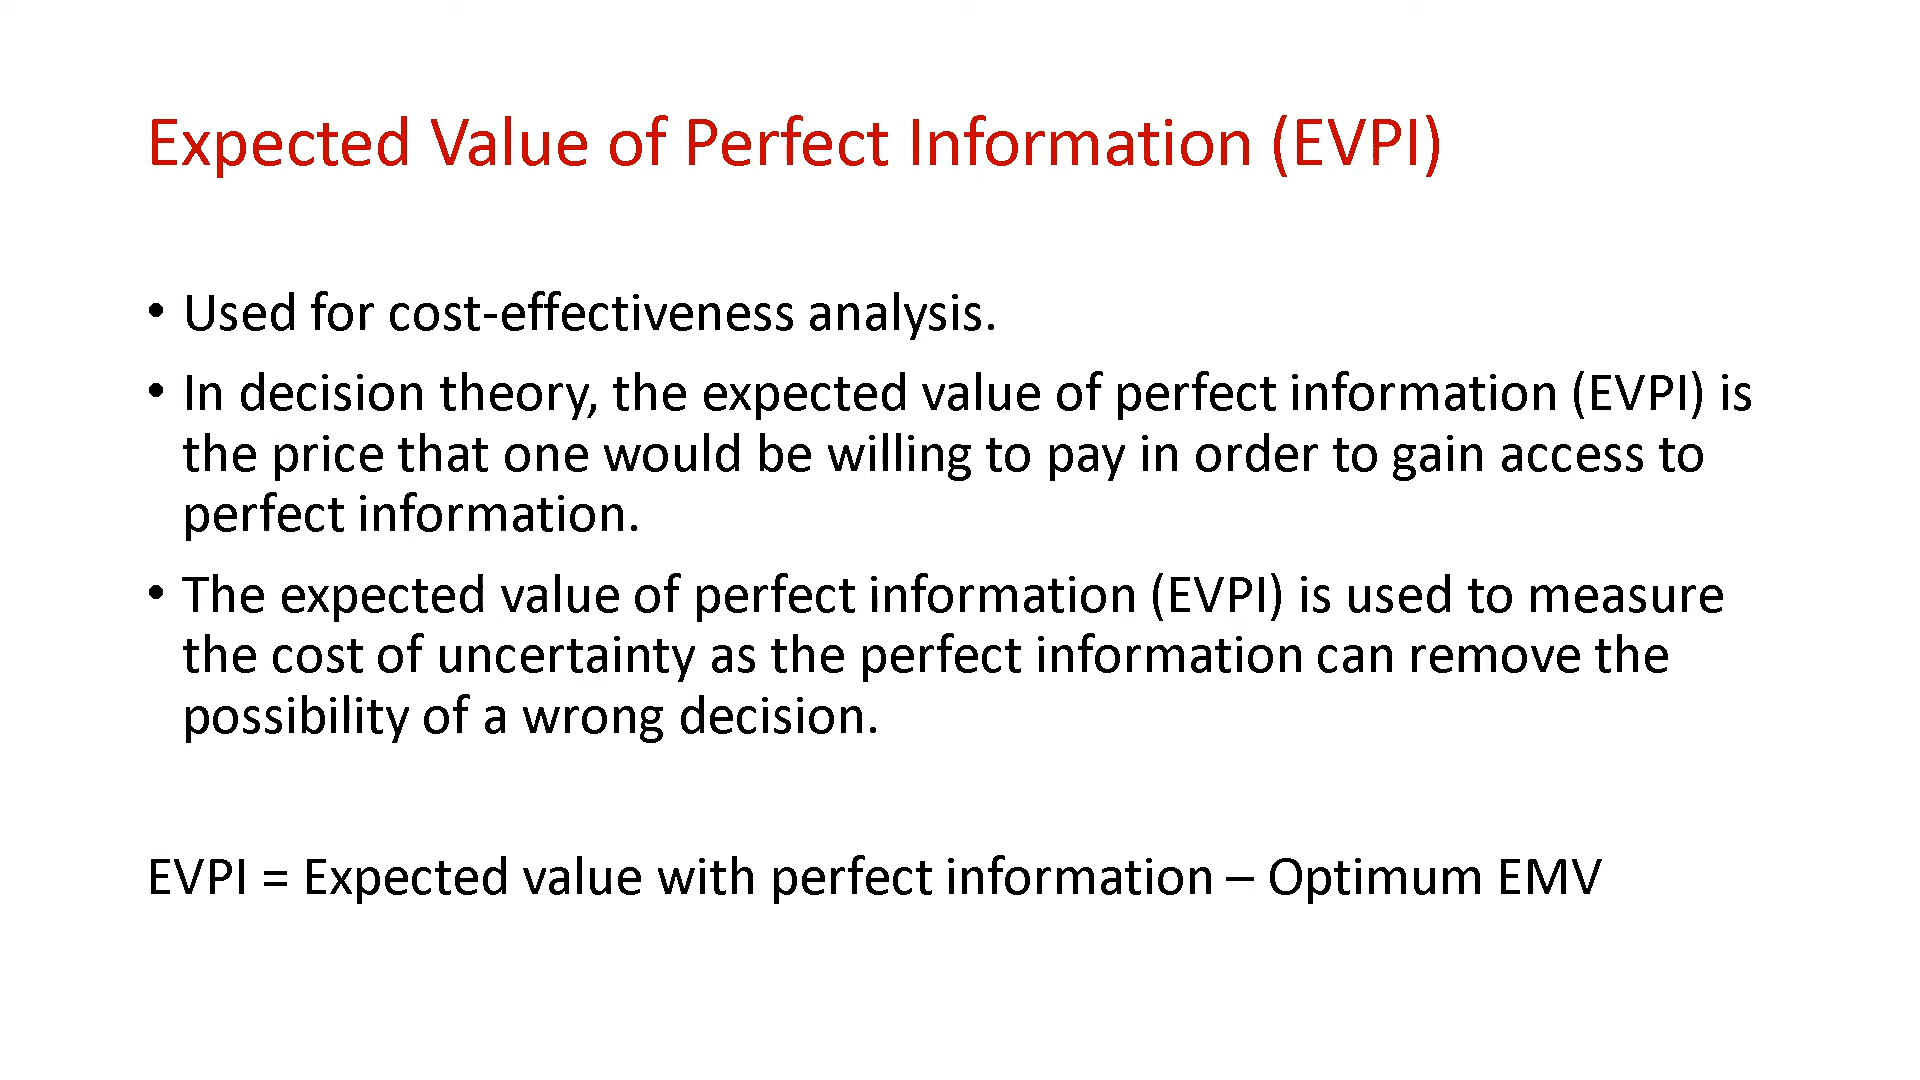 Expected Value of Perfect Information (EVPI)
• Used for cost-effectiveness analysis.
• In decision theory, the expected value of perfect information (EVPI) is
the price that one would be willing to pay in order to gain access to
perfect information.
• The expected value of perfect information (EVPI) is used to measure
the cost of uncertainty as the perfect information can remove the
possibility of a wrong decision.
EVPI = Expected value with perfect information – Optimum EMV